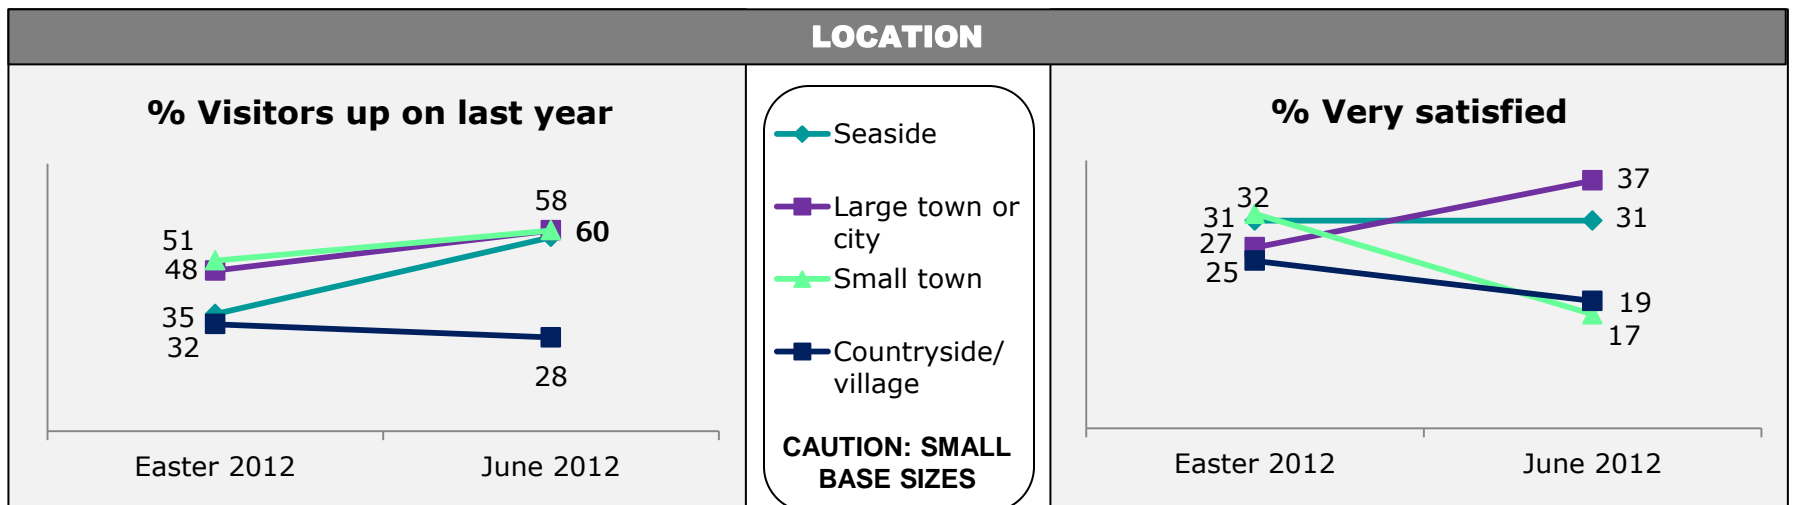 LOCATION
% Visitors up on last year
58
51
60
48
35
32
28
Easter 2012
June 2012
Seaside
Large town or
city
Small town
Countryside/
village
CAUTION: SMALL
BASE SIZES
% Very satisfied
32
37
31
31
27
25
19
17
Easter 2012
June 2012